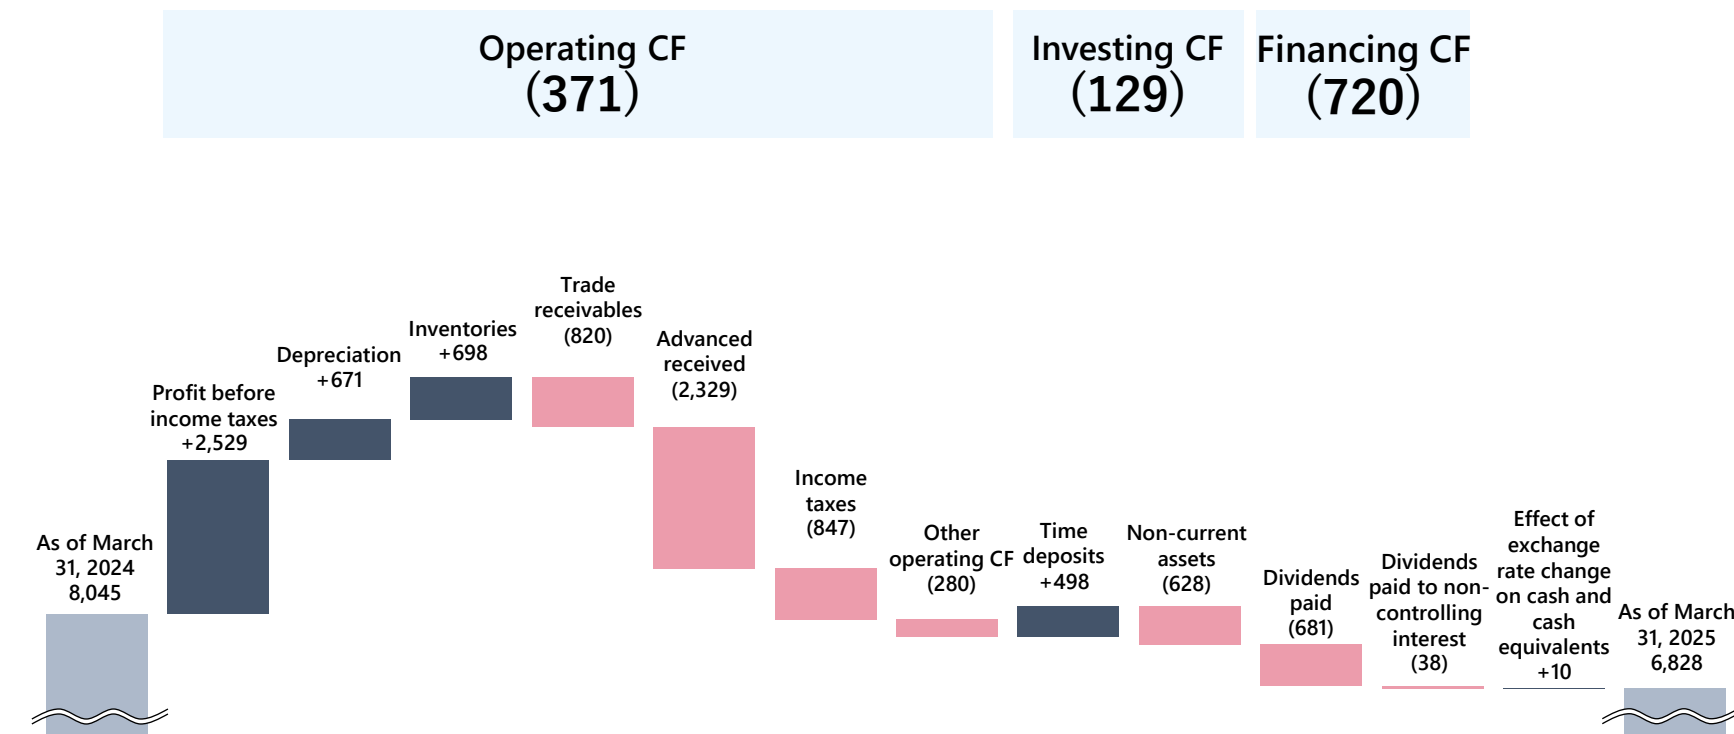 Operating CF
(371)
Investing CF
(129)
Financing CF
(720)
As of March
31, 2024
8,045
Profit before
income taxes
+2,529
Depreciation
+671
Inventories
+698
Trade
receivables
(820)
Advanced
received
(2,329)
Income
taxes
(847)
Other
operating CF
(280)
Time
deposits
+498
Non-current
assets
(628)
Dividends
paid
(681)
Dividends
paid to non-
controlling
interest
(38)
Effect of
exchange
rate change
on cash and
cash
equivalents
+10
As of March
31, 2025
6,828